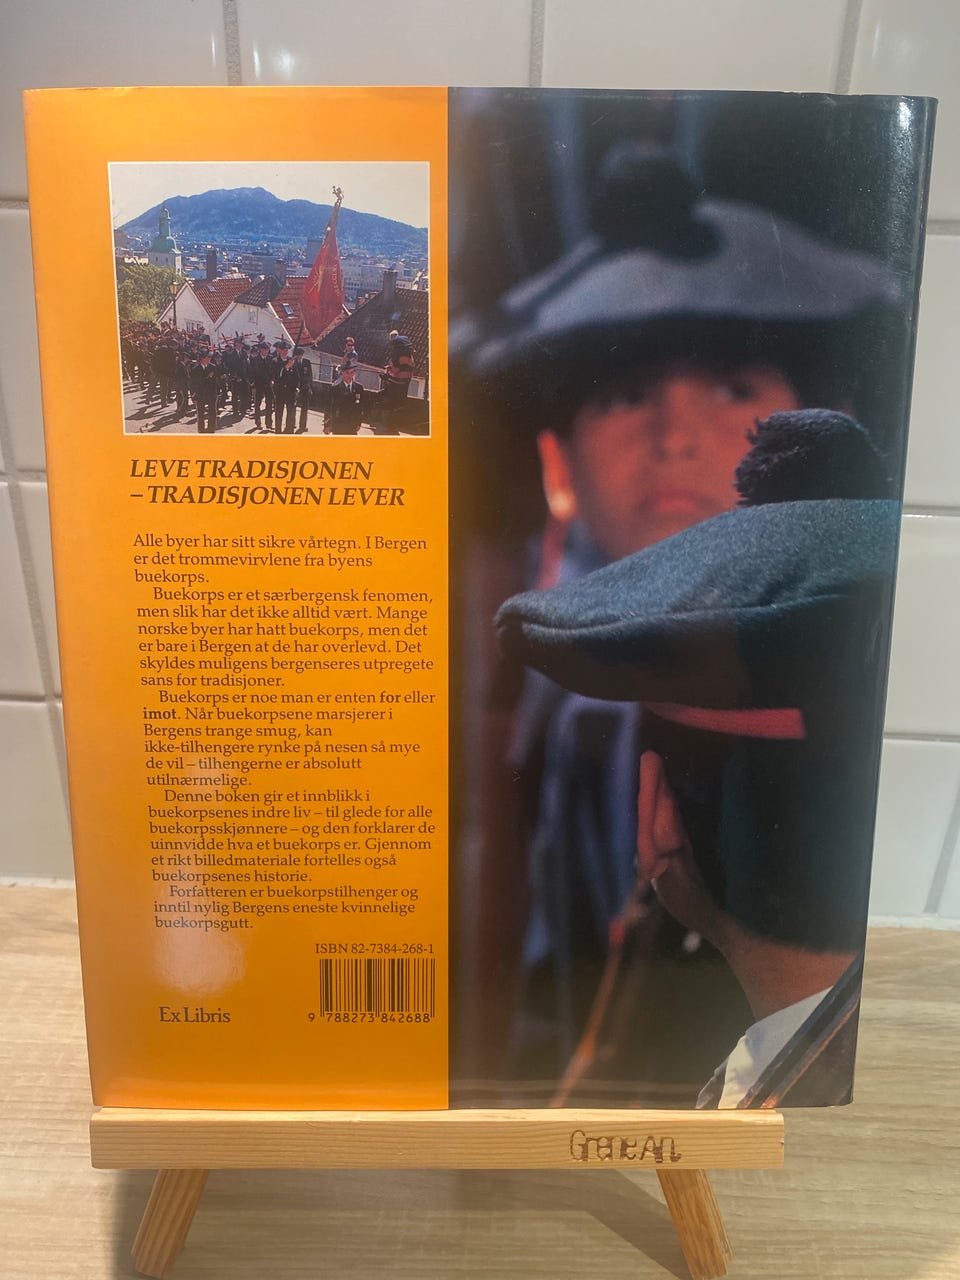 LEVE TRADISJONEN
– TRADISJONEN LEVER
Alle byer har sitt sikre vårtegn. I Bergen
er det trommevirvlene fra byens
buekorps.
Buekorps er et særbergensk fenomen,
men slik har det ikke alltid vært. Mange
norske byer har hatt buekorps, men det
er bare i Bergen at de har overlevd. Det
skyldes muligens bergenseres utpregete
sans for tradisjoner.
Buekorps er noe man er enten for eller
imot. Når buekorpsene marsjerer i
Bergens trange smug, kan
ikke-tilhengere rynke på nesen så mye
de vil – tilhengerne er absolutt
utilnærmelige.
Denne boken gir et innblikk i
buekorpsenes indre liv – til glede for alle
buekorpsskjønnere – og den forklarer de
uinnvidde hva et buekorps er. Gjennom
et rikt billedmateriale fortelles også
buekorpsenes historie.
Forfatteren er buekorpstilhenger og
inntil nylig Bergens eneste kvinnelige
buekorpsgutt.
ISBN 82-7384-268-1
9 788273 842688
Ex Libris
GreneAn